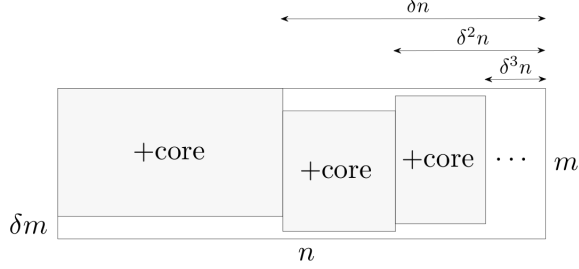 δn
δ²n
δ³n
+core
+core
+core
⋯
m
δm
n